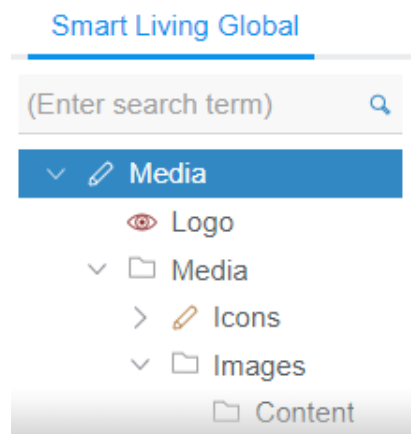 Smart Living Global
(Enter search term)
Media
Logo
Media
Icons
Images
Content